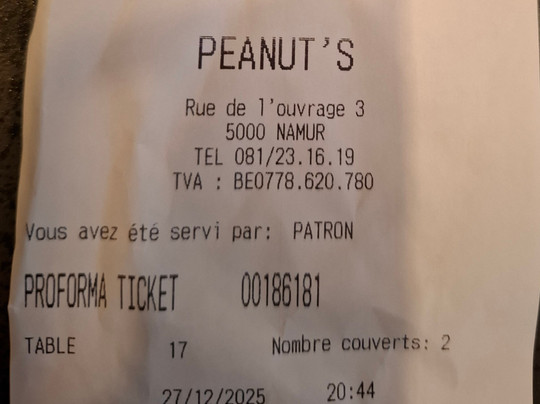 PEANUT'S
Rue de l'ouvrage 3
5000 NAMUR
TEL 081/23.16.19
TVA : BE0778.620.780
Vous avez été servi par: PATRON
PROFORMA TICKET 00186181
TABLE 17 Nombre couverts: 2
27/12/2025 20:44